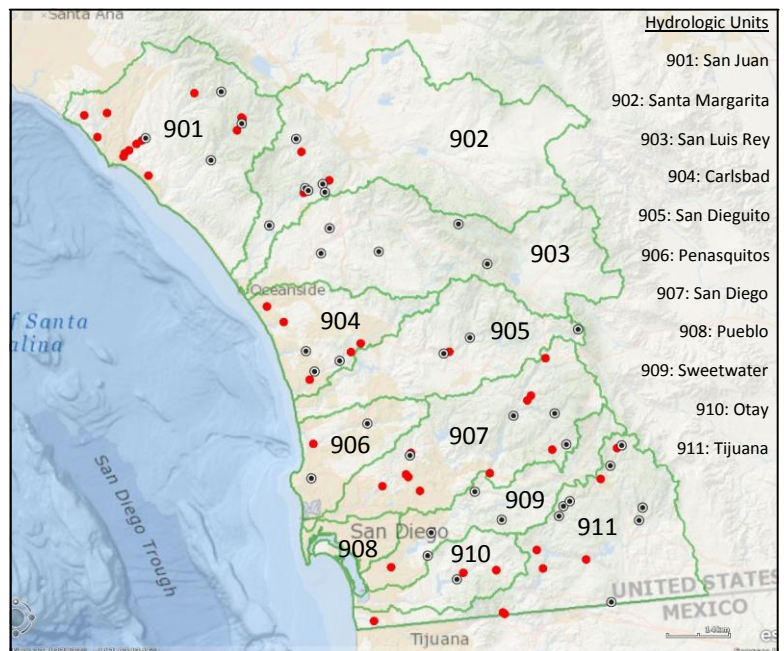 Santa Ana
Hydrologic Units
901: San Juan
902: Santa Margarita
903: San Luis Rey
904: Carlsbad
905: San Dieguito
906: Penasquitos
907: San Diego
908: Pueblo
909: Sweetwater
910: Otay
911: Tijuana
901
902
903
Oceanside
f Santa
alina
904
905
906
907
San Diego Trough
San Diego
908
909
910
911
UNITED STATES
MEXICO
Tijuana
14km
es